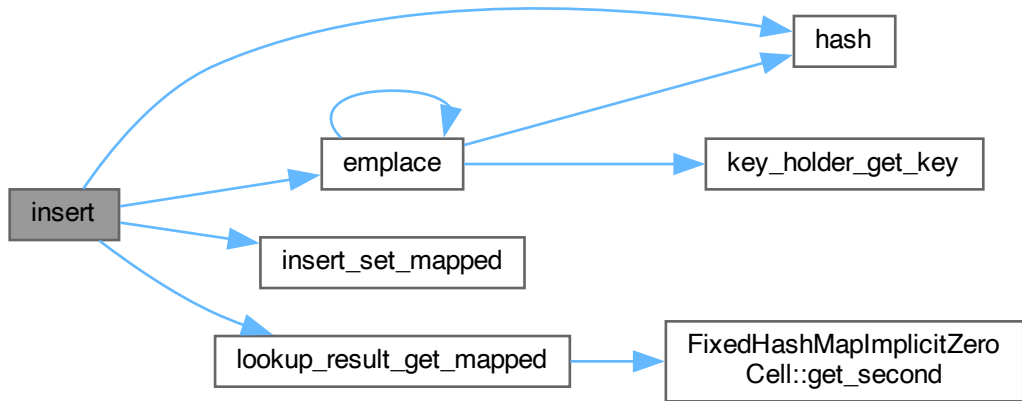 hash
emplace
key_holder_get_key
insert
insert_set_mapped
lookup_result_get_mapped
FixedHashMapImplicitZero
Cell::get_second